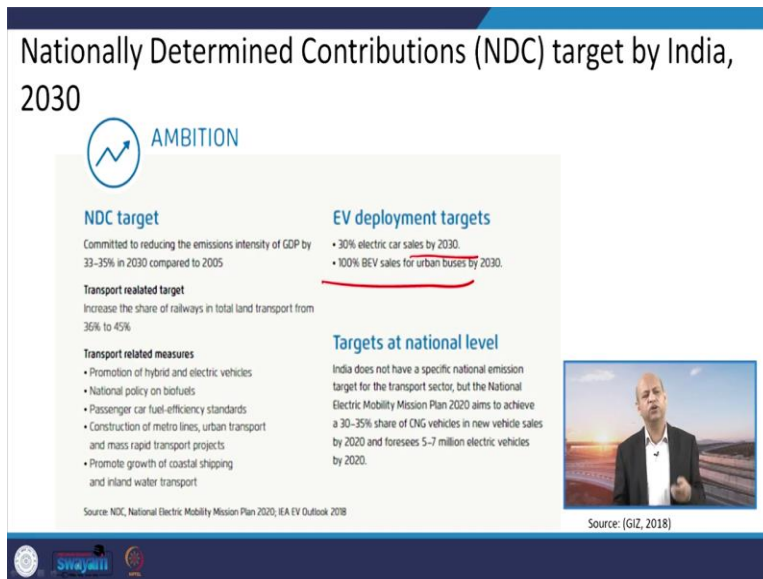 Nationally Determined Contributions (NDC) target by India,
2030
AMBITION
NDC target
Committed to reducing the emissions intensity of GDP by
33-35% in 2030 compared to 2005
Transport realated target
Increase the share of railways in total land transport from
36% to 45%
Transport related measures
• Promotion of hybrid and electric vehicles
• National policy on biofuels
• Passenger car fuel-efficiency standards
• Construction of metro lines, urban transport
and mass rapid transport projects
• Promote growth of coastal shipping
and inland water transport
Source: NDC, National Electric Mobility Mission Plan 2020; IEA EV Outlook 2018
EV deployment targets
• 30% electric car sales by 2030.
• 100% BEV sales for urban buses by 2030.
Targets at national level
India does not have a specific national emission
target for the transport sector, but the National
Electric Mobility Mission Plan 2020 aims to achieve
a 30-35% share of CNG vehicles in new vehicle sales
by 2020 and foresees 5-7 million electric vehicles
by 2020.
Source: (GIZ, 2018)
swayam